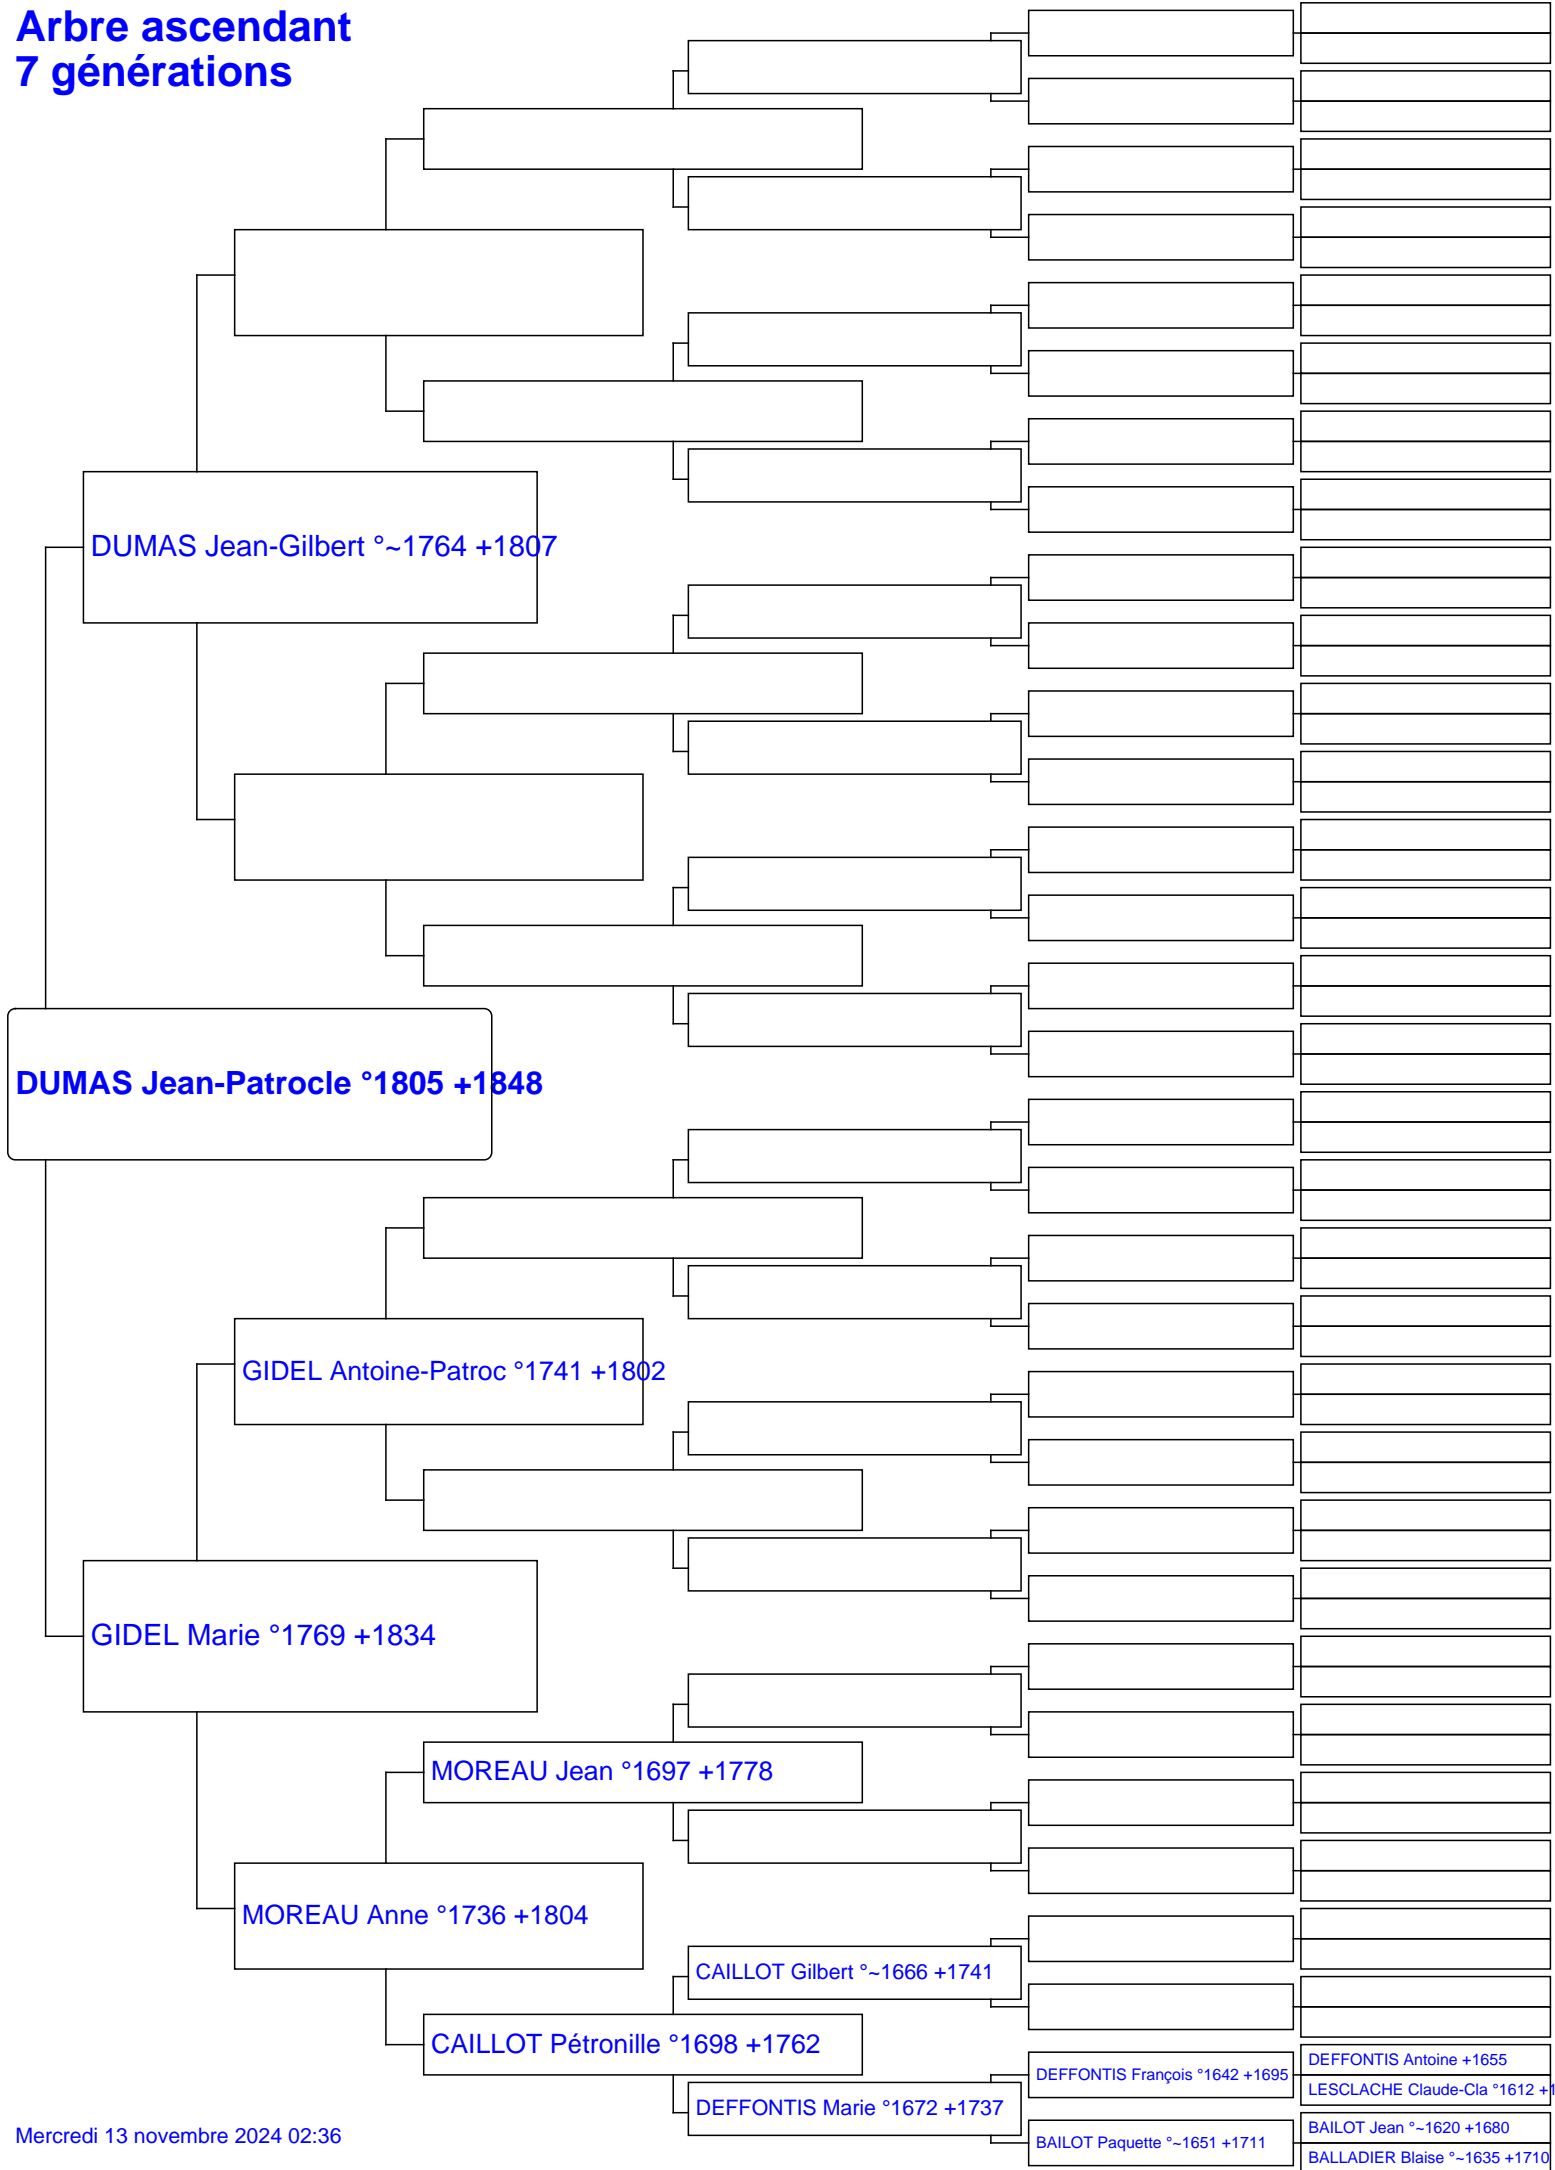 Arbre ascendant
7 générations
DUMAS Jean-Gilbert °~1764 +1807
DUMAS Jean-Patrocle °1805 +1848
GIDEL Antoine-Patroc °1741 +1802
GIDEL Marie °1769 +1834
MOREAU Jean °1697 +1778
MOREAU Anne °1736 +1804
CAILLOT Gilbert °~1666 +1741
CAILLOT Pétronille °1698 +1762
DEFFONTIS François °1642 +1695
DEFFONTIS Antoine +1655
LESCLACHE Claude-Cla °1612 +1
DEFFONTIS Marie °1672 +1737
BAILOT Paquette °~1651 +1711
BAILOT Jean °~1620 +1680
BALLADIER Blaise °~1635 +1710
Mercredi 13 novembre 2024 02:36